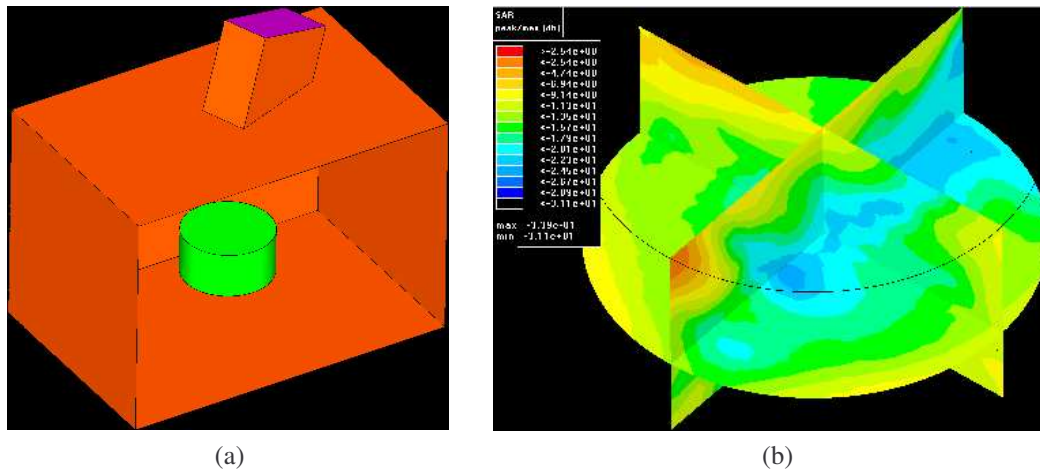 SAR
peak/max [db]
>-2.54e+00
<-2.54e+00
<-4.74e+00
<-6.94e+00
<-9.14e+00
<-1.13e+01
<-1.35e+01
<-1.57e+01
<-1.79e+01
<-2.01e+01
<-2.23e+01
<-2.45e+01
<-2.67e+01
<-2.89e+01
<-3.11e+01
max -3.39e-01
min -3.11e+01
(a)
(b)